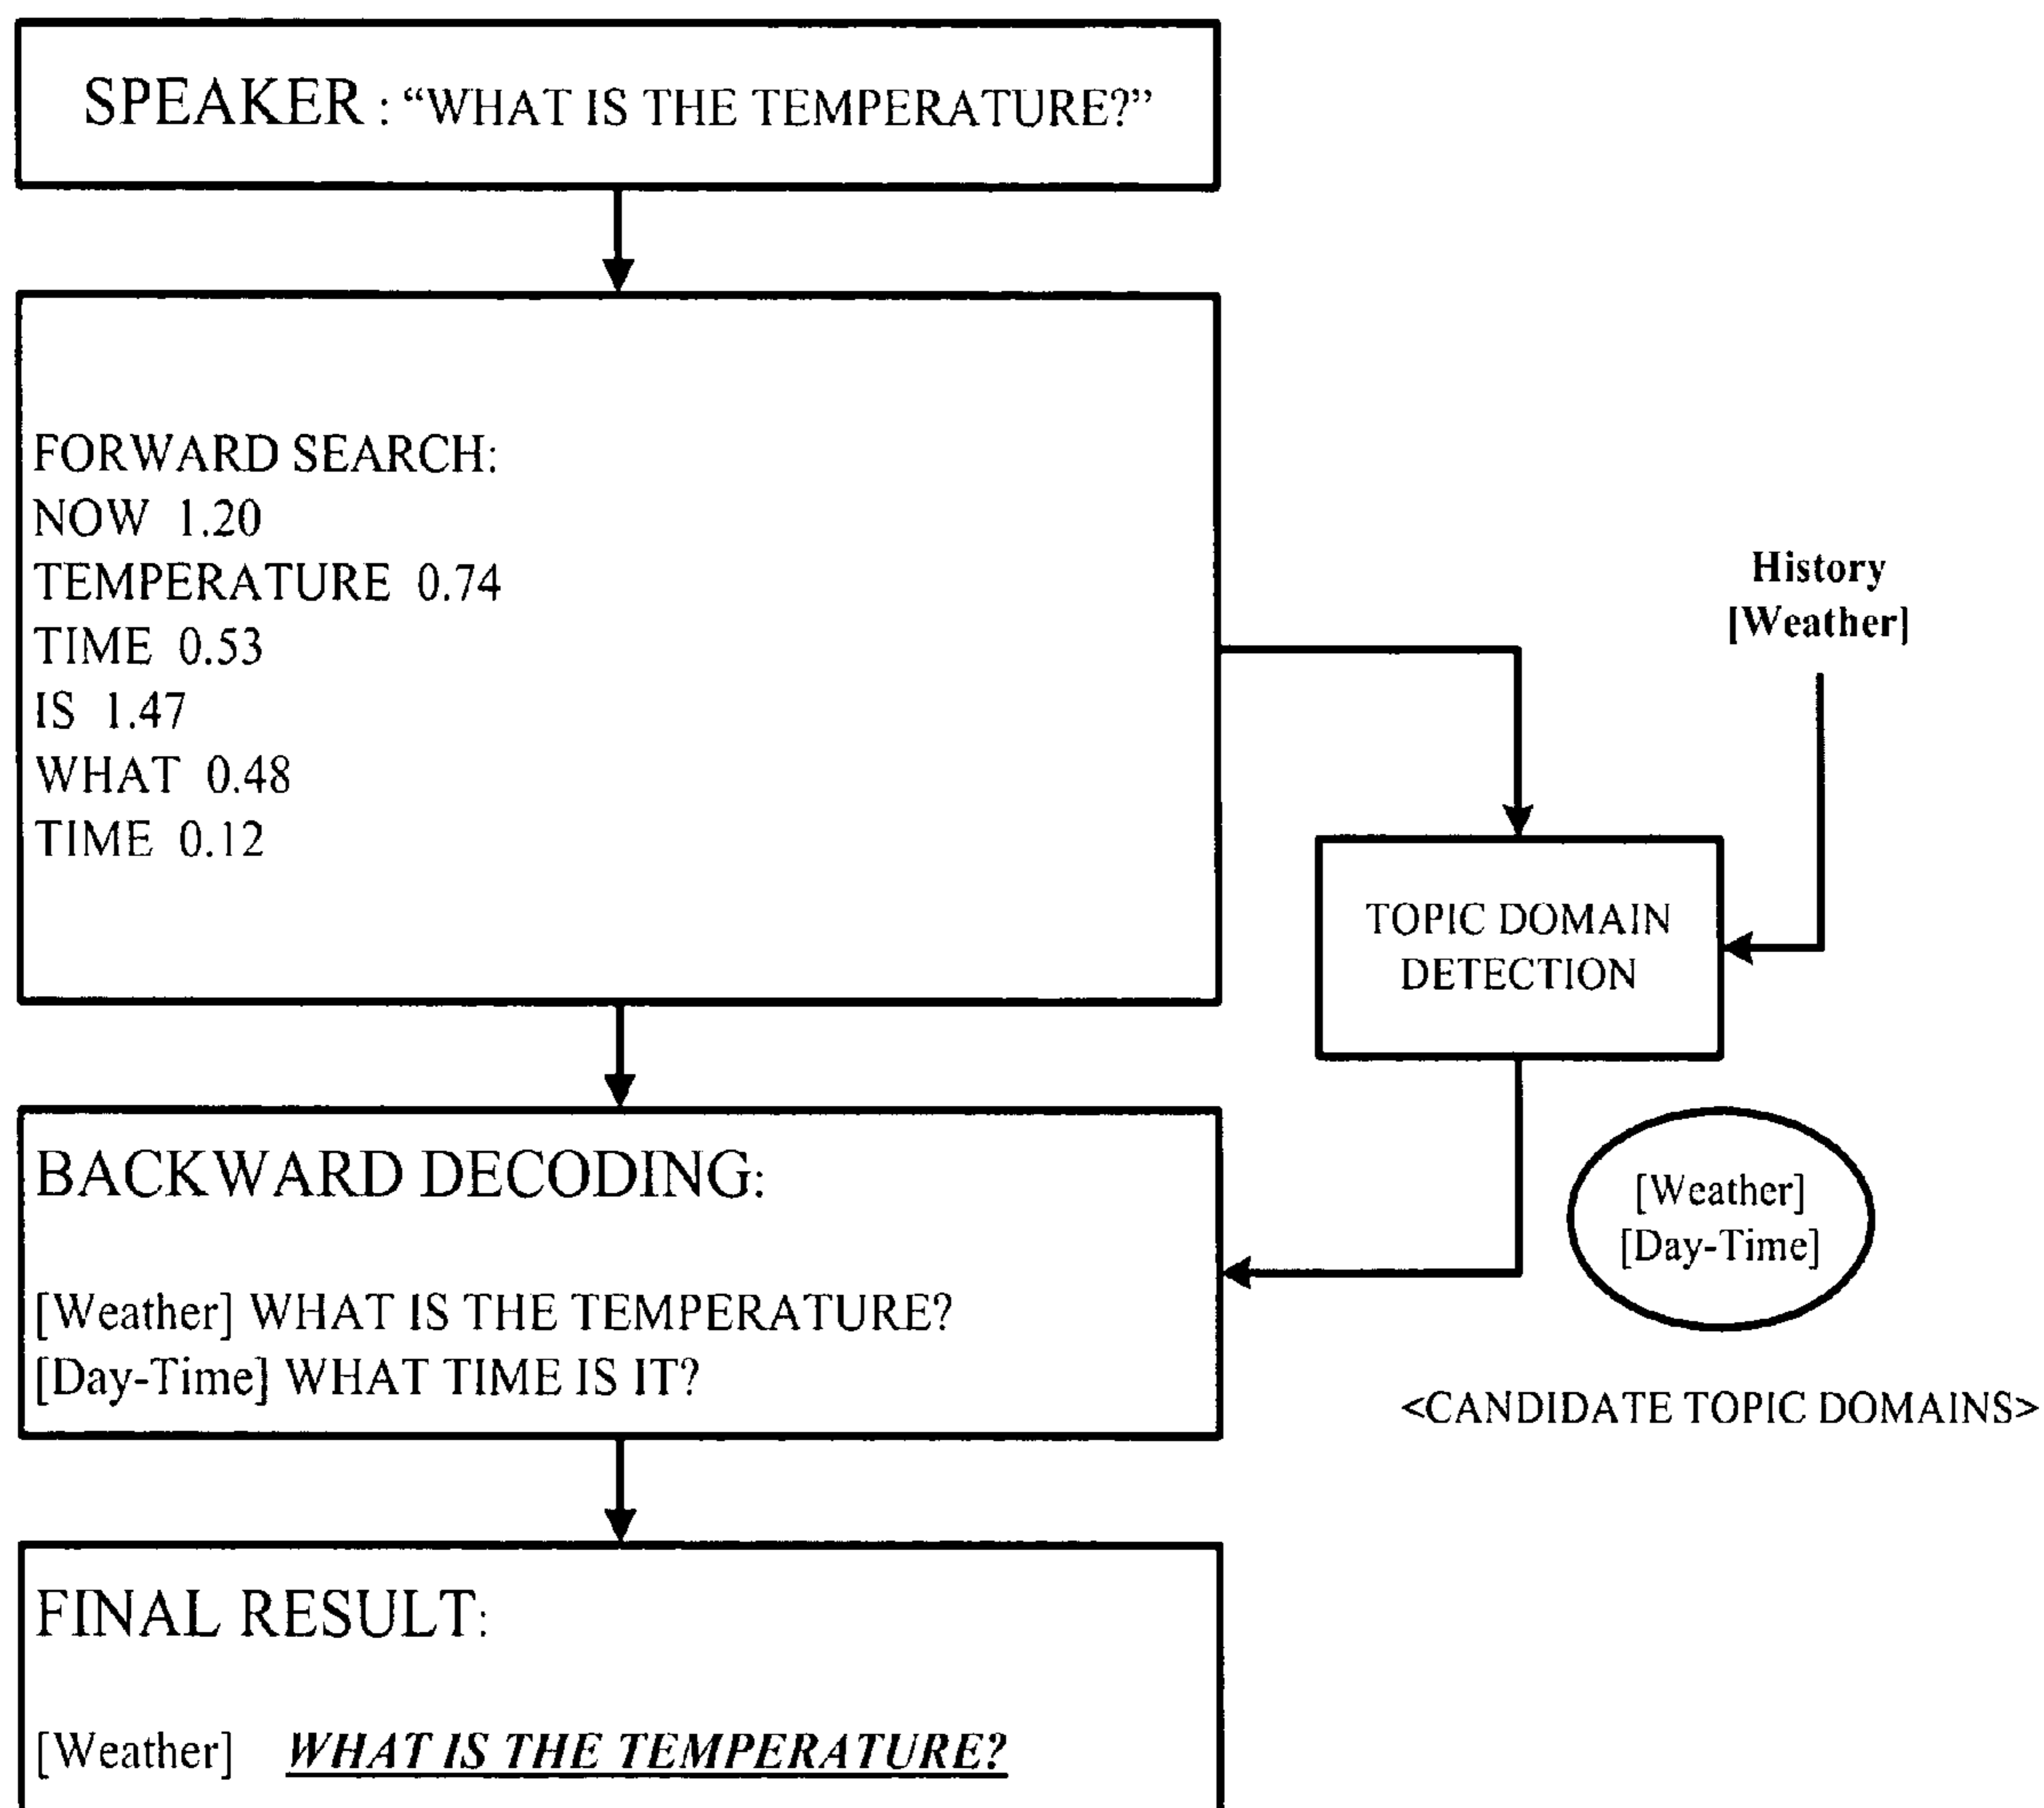 SPEAKER : “WHAT IS THE TEMPERATURE?”
FORWARD SEARCH:
NOW 1.20
TEMPERATURE 0.74
TIME 0.53
IS 1.47
WHAT 0.48
TIME 0.12
History
[Weather]
TOPIC DOMAIN
DETECTION
BACKWARD DECODING:
[Weather] WHAT IS THE TEMPERATURE?
[Day-Time] WHAT TIME IS IT?
[Weather]
[Day-Time]
<CANDIDATE TOPIC DOMAINS>
FINAL RESULT:
[Weather] WHAT IS THE TEMPERATURE?